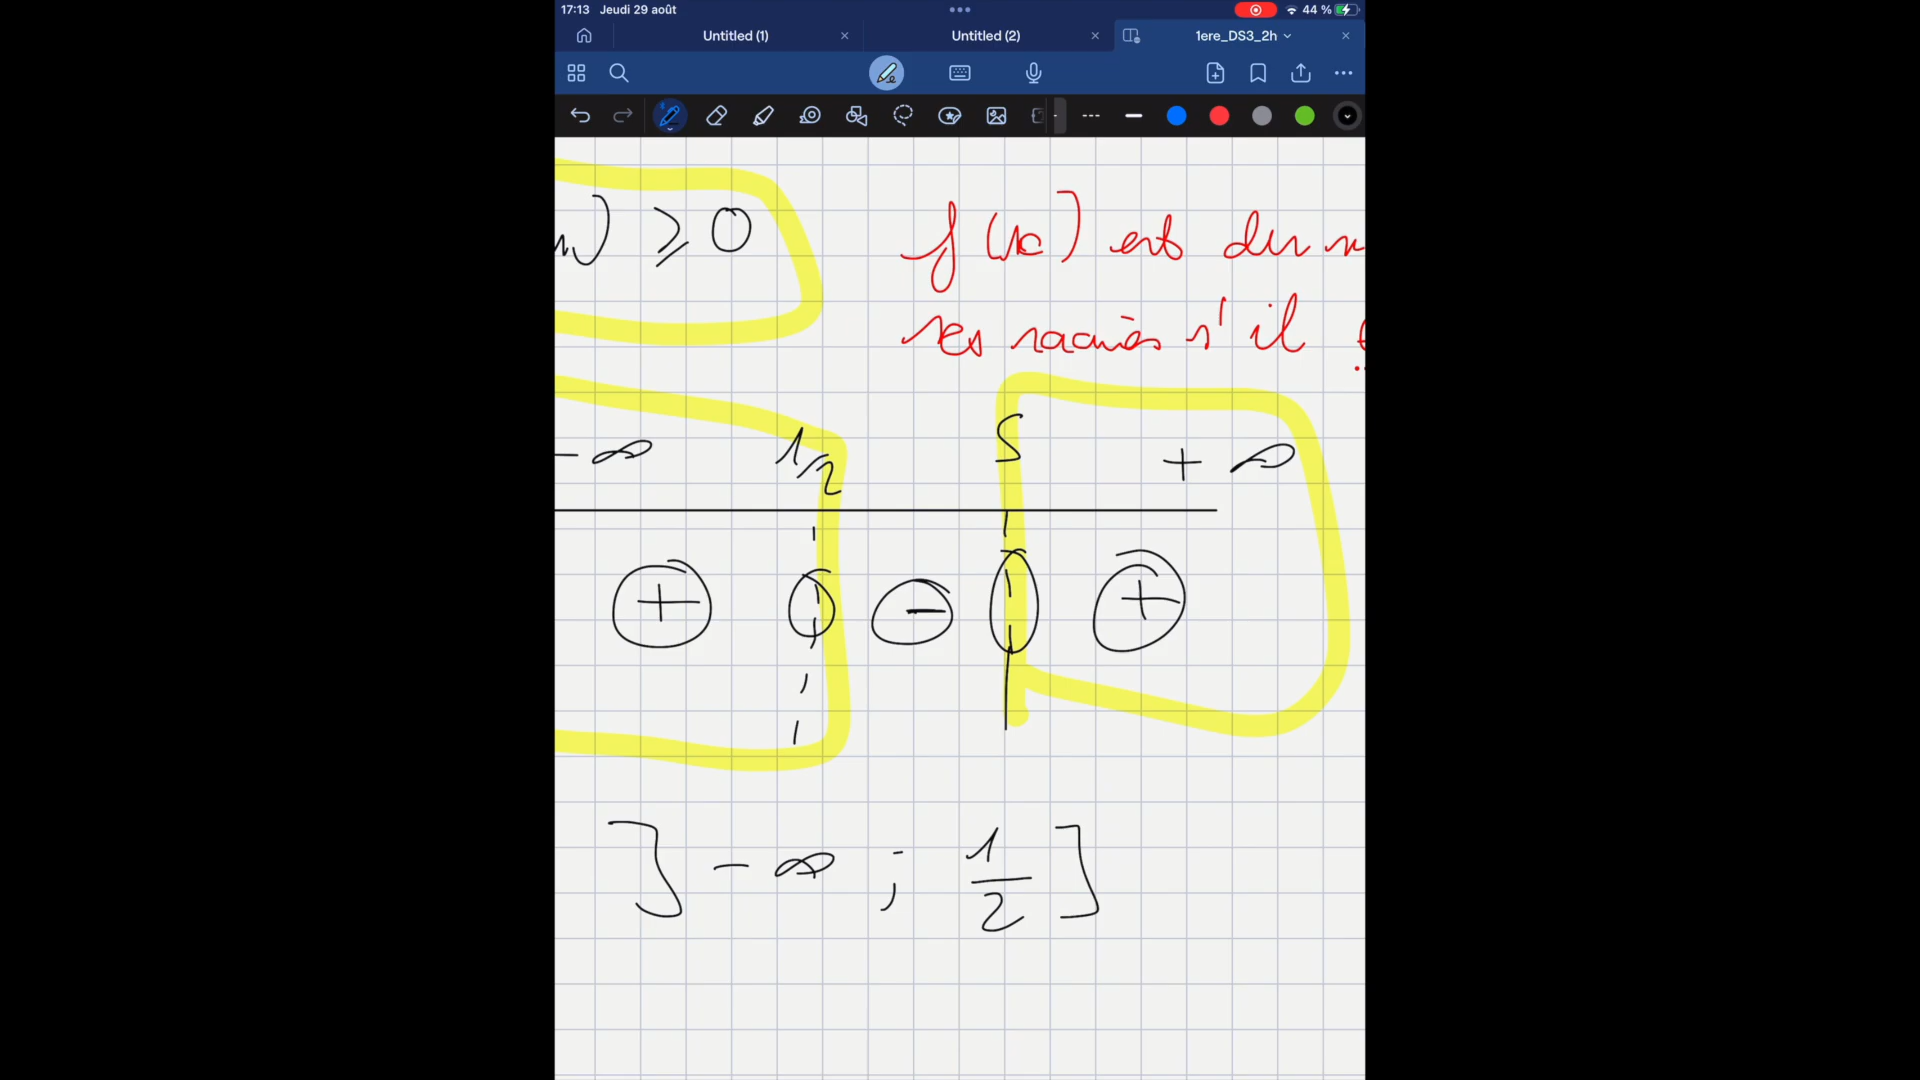 17:13 Jeudi 29 août 44 %
Untitled (1) Untitled (2) 1ere_DS3_2h
) ⩾ 0
f(x) est du
ses racines s'il
-∞ 1/2 5 +∞
+ 0 - 0 +
]-∞ ; 1/2]